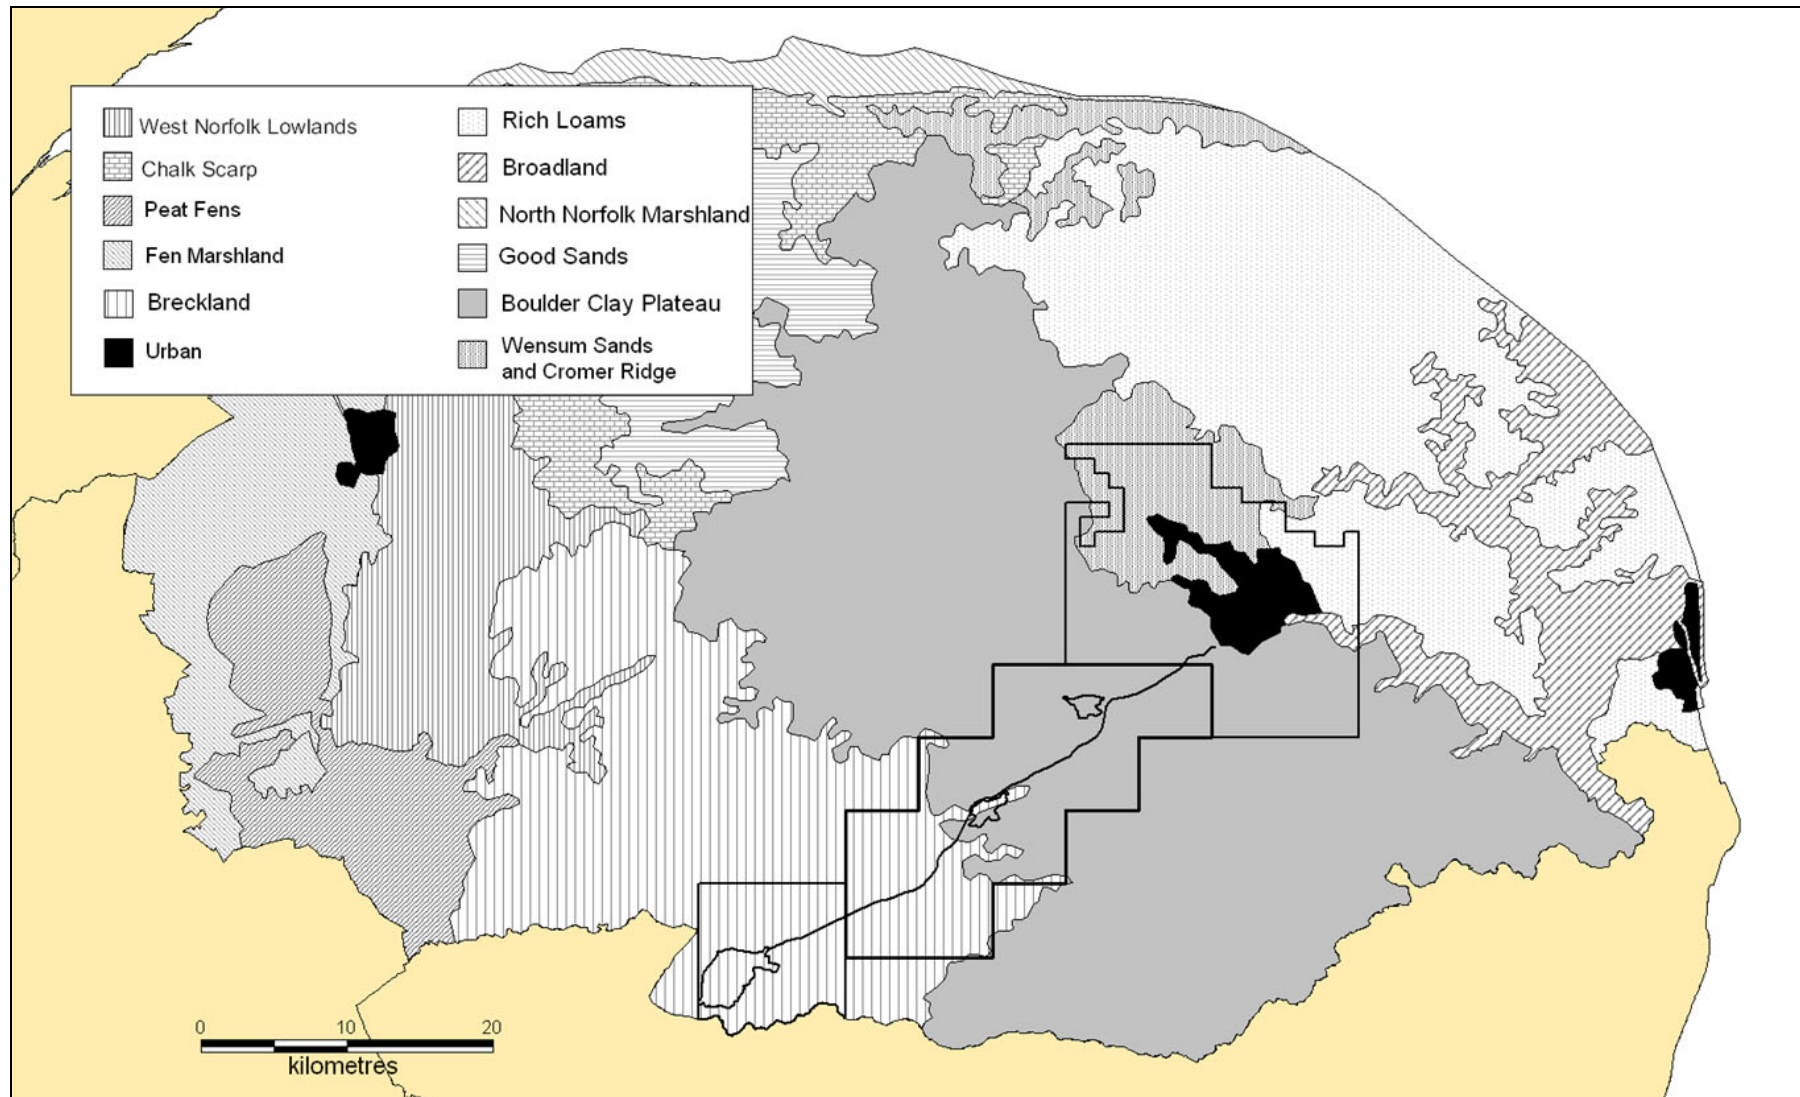 West Norfolk Lowlands
Chalk Scarp
Peat Fens
Fen Marshland
Breckland
Urban
Rich Loams
Broadland
North Norfolk Marshland
Good Sands
Boulder Clay Plateau
Wensum Sands
and Cromer Ridge
0 10 20
kilometres